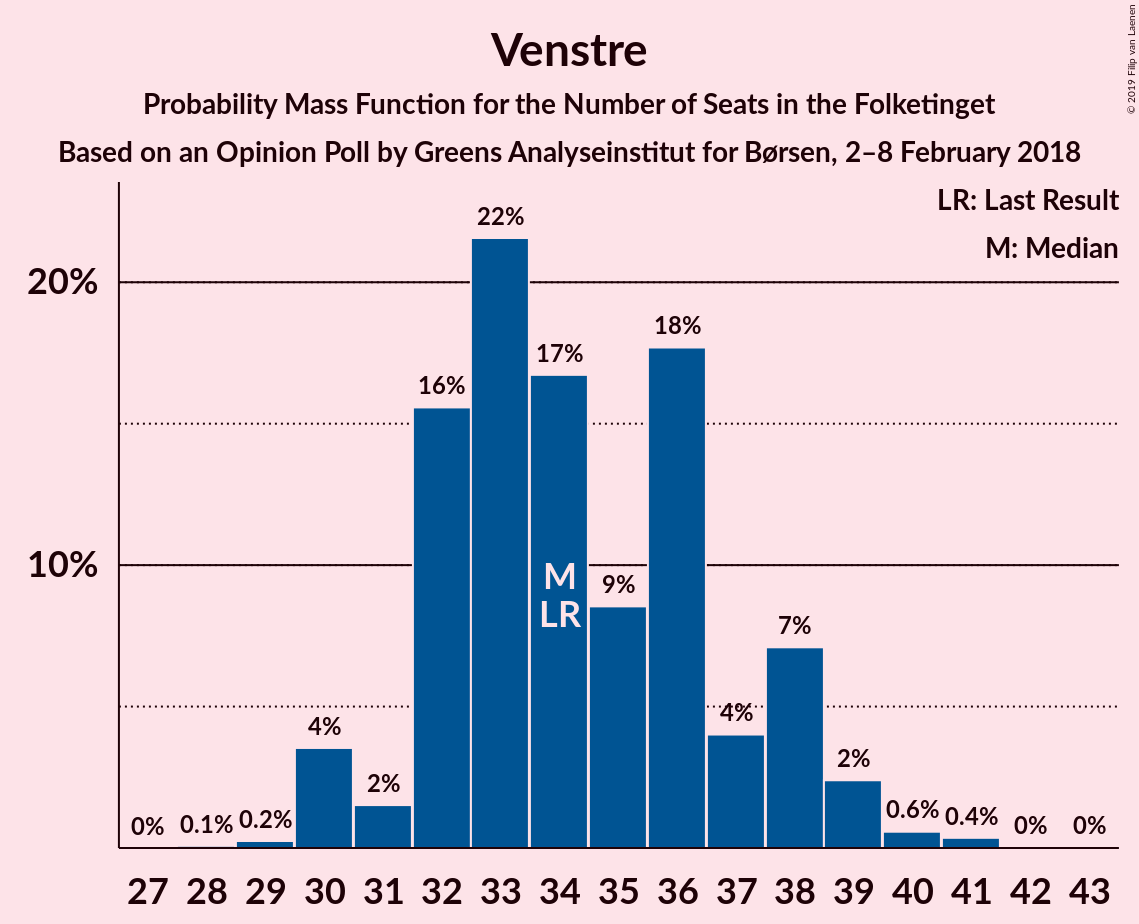 Venstre
Probability Mass Function for the Number of Seats in the Folketinget
Based on an Opinion Poll by Greens Analyseinstitut for Børsen, 2–8 February 2018
© 2019 Filip van Laenen
LR: Last Result
M: Median
20%
10%
0%
0.1%
0.2%
4%
2%
16%
22%
17%
9%
18%
4%
7%
2%
0.6%
0.4%
0%
0%
M
LR
27 28 29 30 31 32 33 34 35 36 37 38 39 40 41 42 43